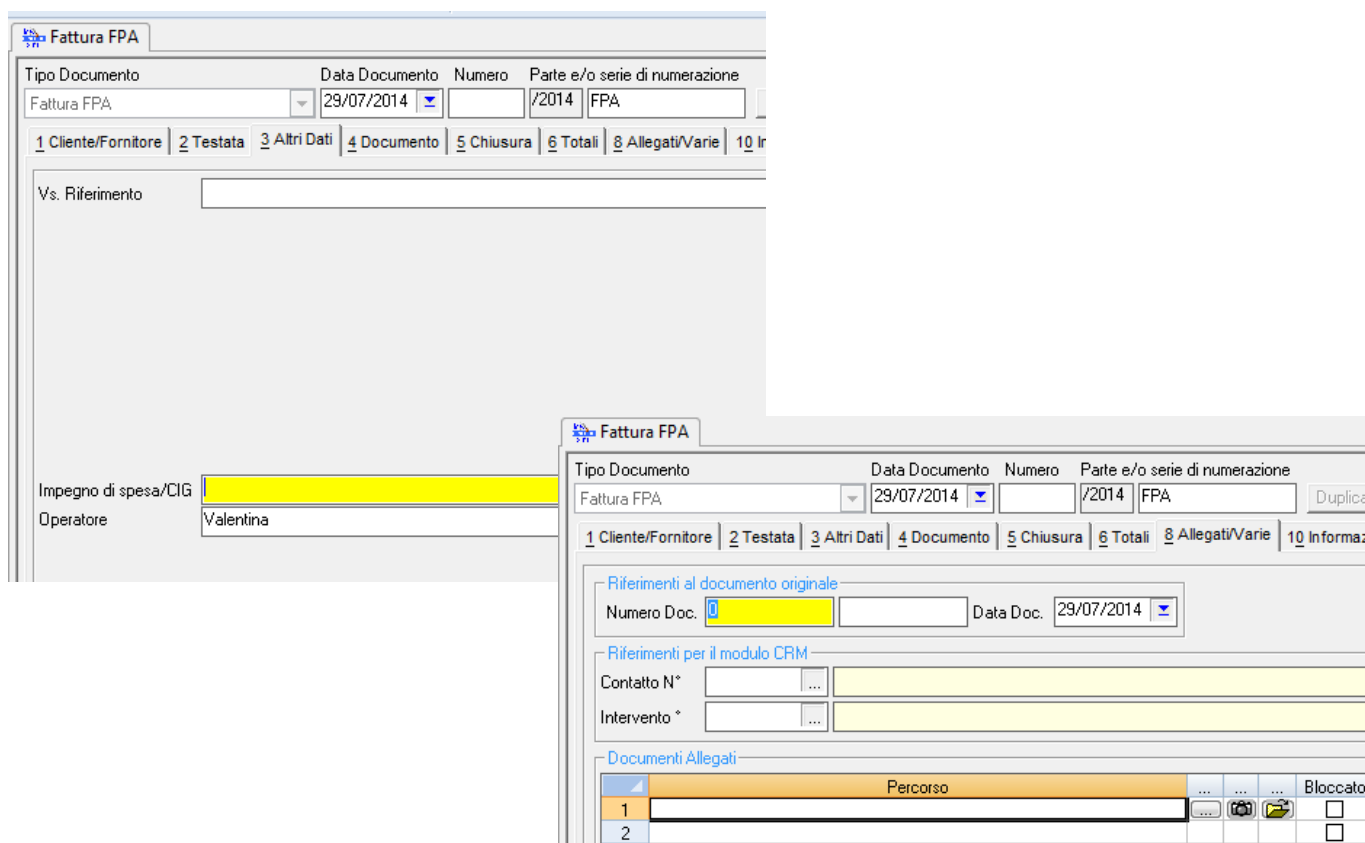 Fattura FPA
Tipo Documento Data Documento Numero Parte e/o serie di numerazione
Fattura FPA 29/07/2014 /2014 FPA
1 Cliente/Fornitore 2 Testata 3 Altri Dati 4 Documento 5 Chiusura 6 Totali 8 Allegati/Varie 10 In
Vs. Riferimento
Impegno di spesa/CIG
Operatore Valentina
Fattura FPA
Tipo Documento Data Documento Numero Parte e/o serie di numerazione
Fattura FPA 29/07/2014 /2014 FPA Duplica
1 Cliente/Fornitore 2 Testata 3 Altri Dati 4 Documento 5 Chiusura 6 Totali 8 Allegati/Varie 10 Informaz
Riferimenti al documento originale
Numero Doc. 0 Data Doc. 29/07/2014
Riferimenti per il modulo CRM
Contatto N° ...
Intervento ° ...
Documenti Allegati
Percorso ... ... ... Bloccato
1 ...
2